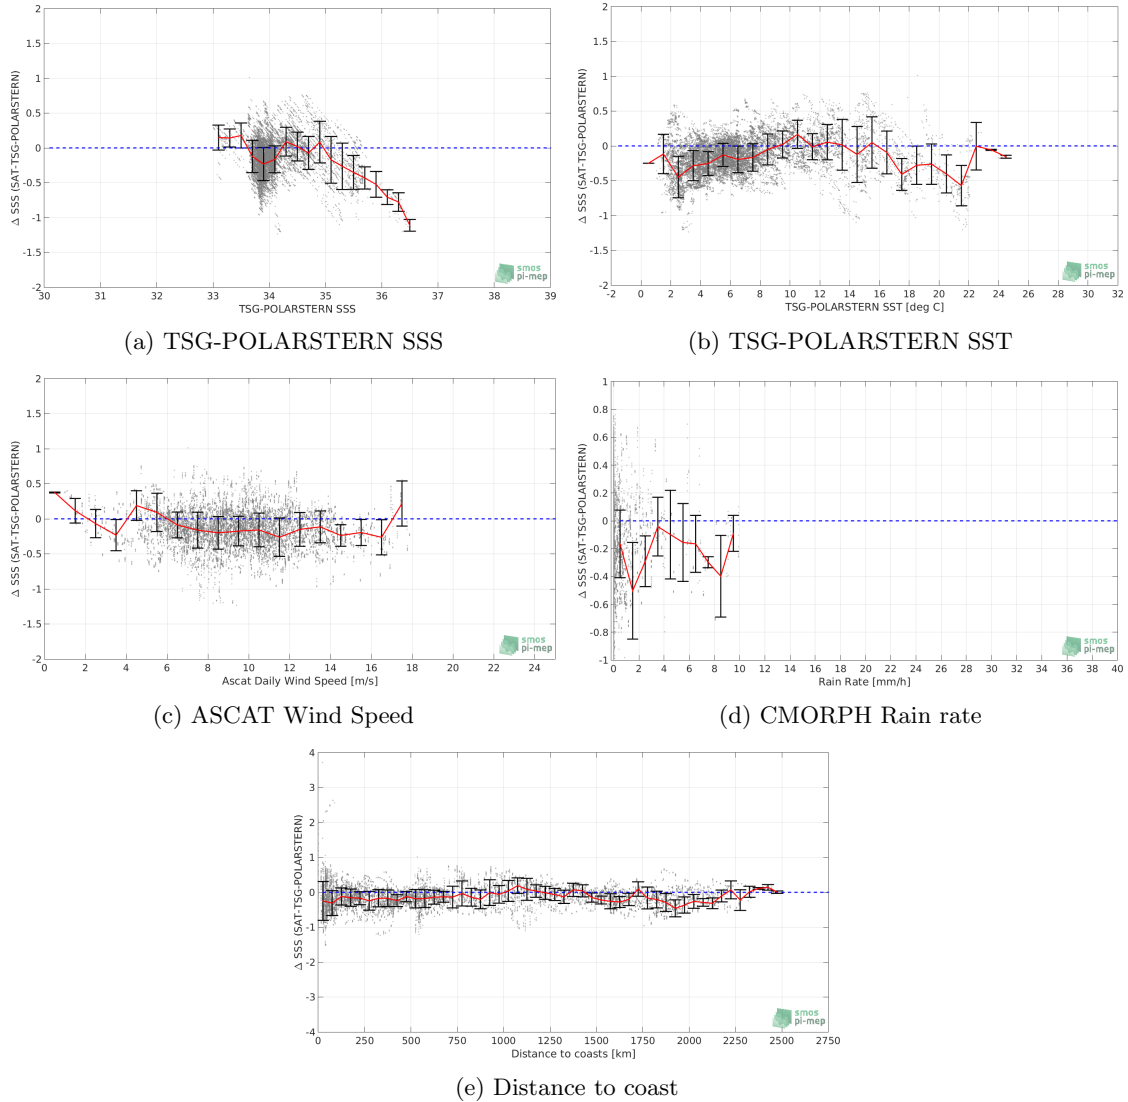 2
1.5
1
0.5
0
-0.5
-1
-1.5
-2
Δ SSS (SAT-TSG-POLARSTERN)
30 31 32 33 34 35 36 37 38 39
TSG-POLARSTERN SSS
smos
pi-mep
(a) TSG-POLARSTERN SSS
2
1.5
1
0.5
0
-0.5
-1
-1.5
-2
Δ SSS (SAT-TSG-POLARSTERN)
-2 0 2 4 6 8 10 12 14 16 18 20 22 24 26 28 30 32
TSG-POLARSTERN SST [deg C]
smos
pi-mep
(b) TSG-POLARSTERN SST
2
1.5
1
0.5
0
-0.5
-1
-1.5
-2
Δ SSS (SAT-TSG-POLARSTERN)
0 2 4 6 8 10 12 14 16 18 20 22 24
Ascat Daily Wind Speed [m/s]
smos
pi-mep
(c) ASCAT Wind Speed
1
0.8
0.6
0.4
0.2
0
-0.2
-0.4
-0.6
-0.8
-1
Δ SSS (SAT-TSG-POLARSTERN)
0 2 4 6 8 10 12 14 16 18 20 22 24 26 28 30 32 34 36 38 40
Rain Rate [mm/h]
smos
pi-mep
(d) CMORPH Rain rate
4
3
2
1
0
-1
-2
-3
-4
Δ SSS (SAT-TSG-POLARSTERN)
0 250 500 750 1000 1250 1500 1750 2000 2250 2500 2750
Distance to coasts [km]
smos
pi-mep
(e) Distance to coast